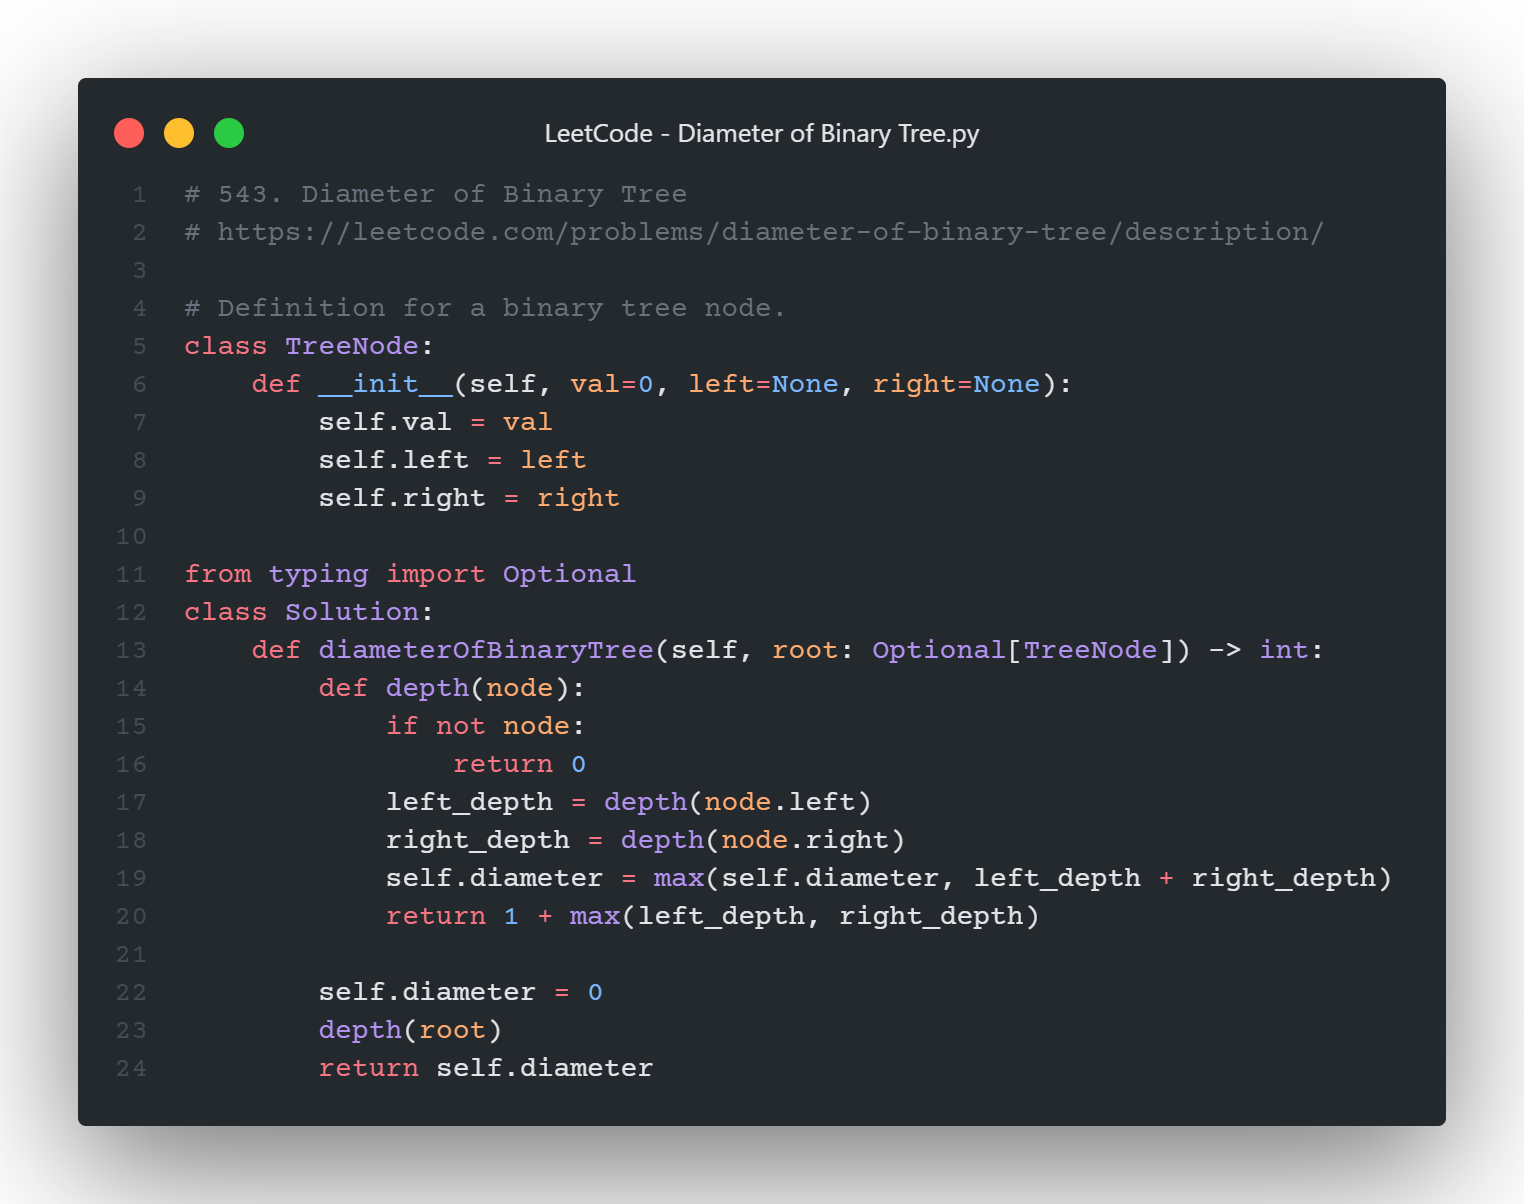 LeetCode - Diameter of Binary Tree.py
1 # 543. Diameter of Binary Tree
2 # https://leetcode.com/problems/diameter-of-binary-tree/description/
3
4 # Definition for a binary tree node.
5 class TreeNode:
6     def __init__(self, val=0, left=None, right=None):
7         self.val = val
8         self.left = left
9         self.right = right
10
11 from typing import Optional
12 class Solution:
13     def diameterOfBinaryTree(self, root: Optional[TreeNode]) -> int:
14         def depth(node):
15             if not node:
16                 return 0
17             left_depth = depth(node.left)
18             right_depth = depth(node.right)
19             self.diameter = max(self.diameter, left_depth + right_depth)
20             return 1 + max(left_depth, right_depth)
21
22         self.diameter = 0
23         depth(root)
24         return self.diameter